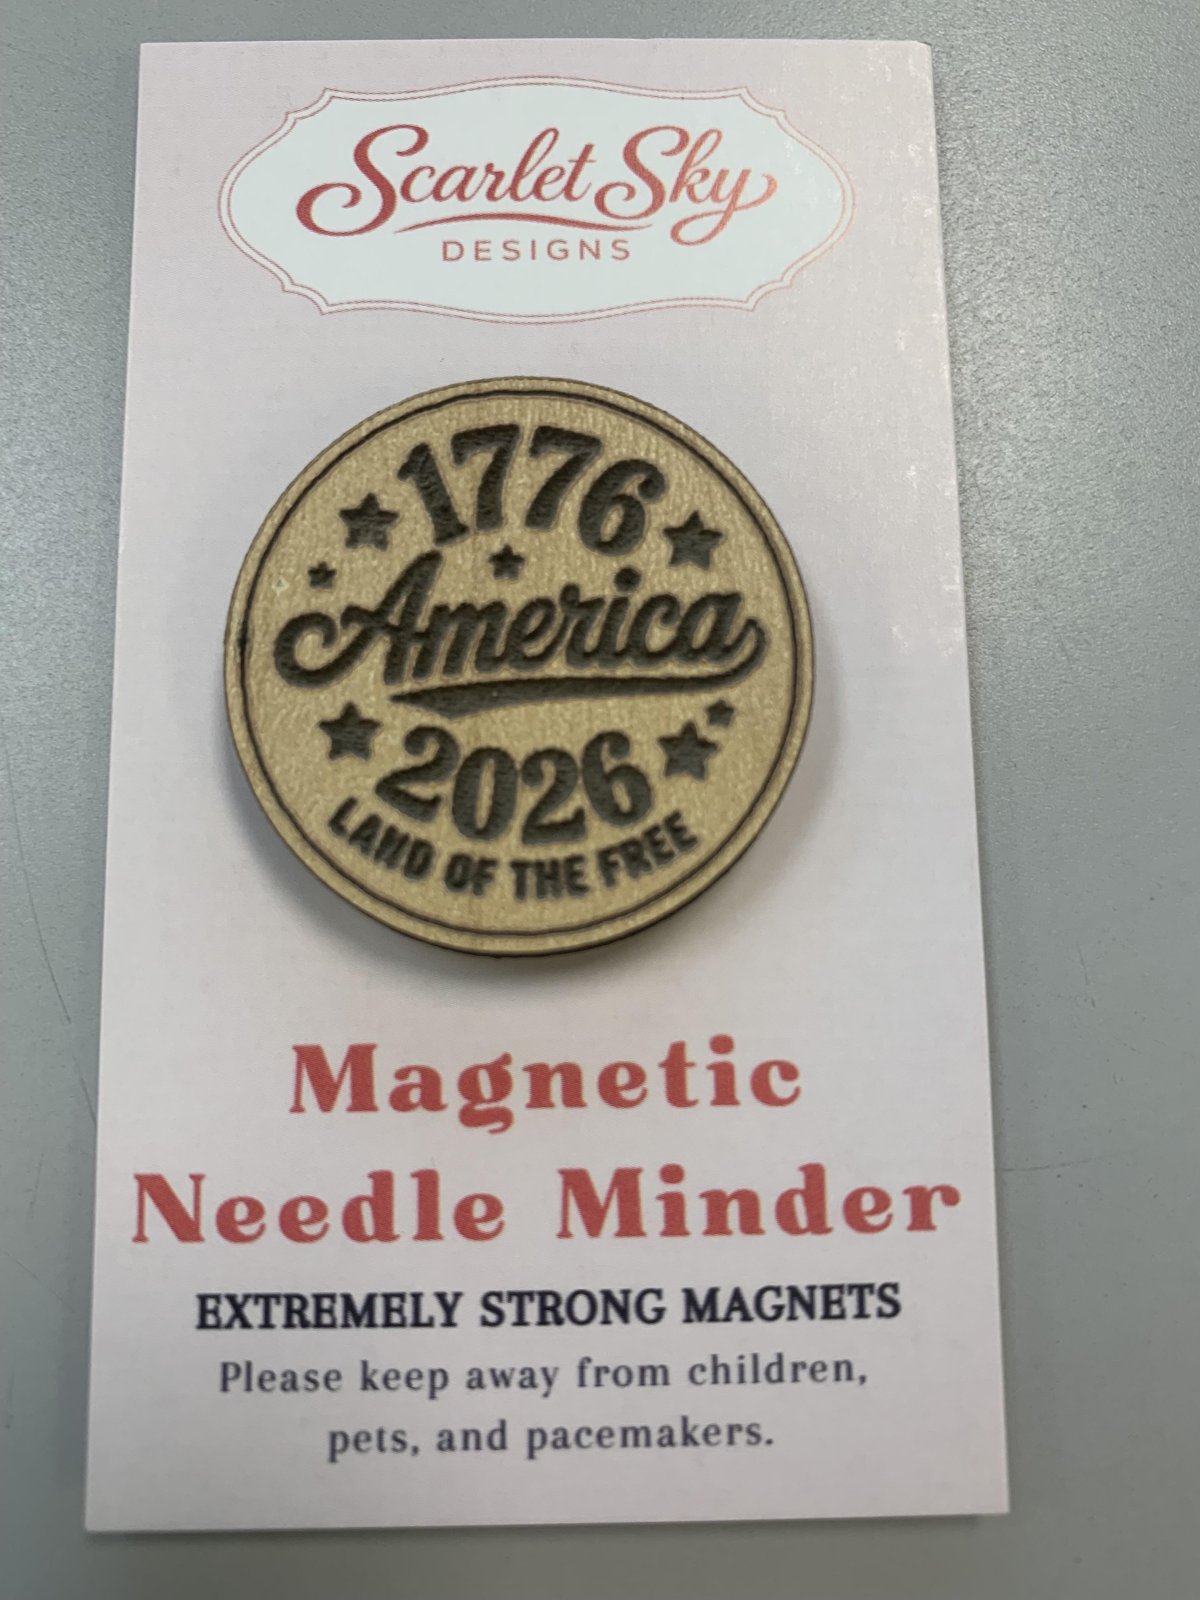 Scarlet Sky
DESIGNS
1776
America
2026
LAND OF THE FREE
Magnetic
Needle Minder
EXTREMELY STRONG MAGNETS
Please keep away from children,
pets, and pacemakers.